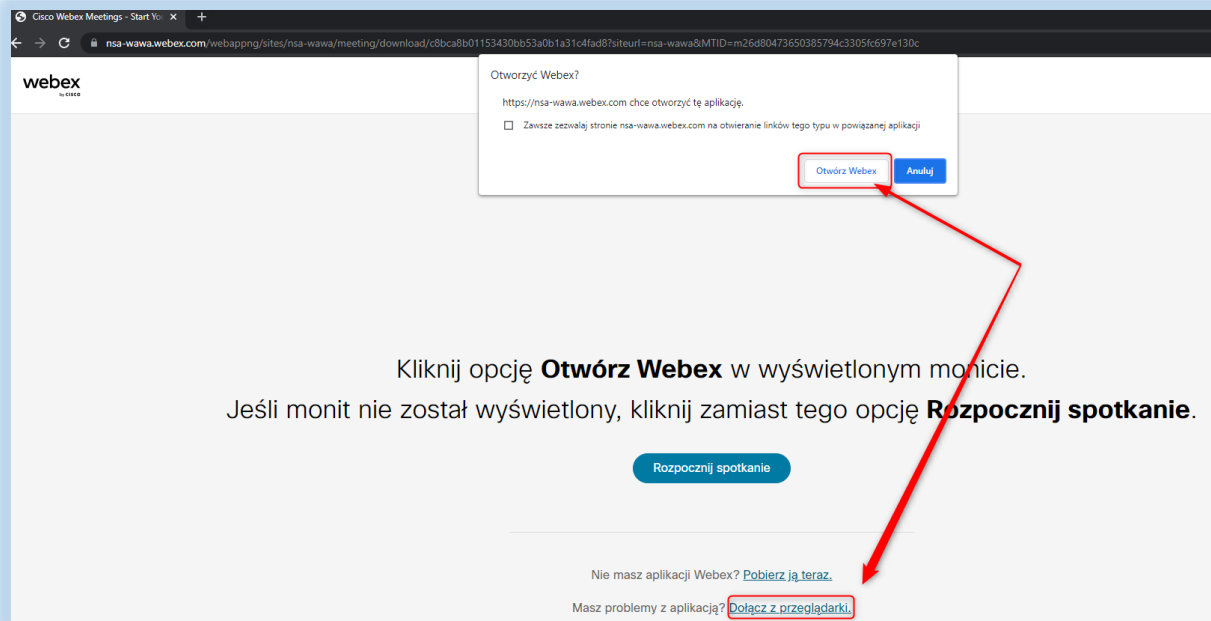 Cisco Webex Meetings - Start Yo
nsa-wawa.webex.com/webappng/sites/nsa-wawa/meeting/download/c8bca8b01153430bb53a0b1a31c4fad8?siteurl=nsa-wawa&MTID=m26d80473650385794c3305fc697e130c
webex
by CISCO
Otworzyć Webex?
https://nsa-wawa.webex.com chce otworzyć tę aplikację.
Zawsze zezwalaj stronie nsa-wawa.webex.com na otwieranie linków tego typu w powiązanej aplikacji
Otwórz Webex Anuluj
Kliknij opcję Otwórz Webex w wyświetlonym monicie.
Jeśli monit nie został wyświetlony, kliknij zamiast tego opcję Rozpocznij spotkanie.
Rozpocznij spotkanie
Nie masz aplikacji Webex? Pobierz ją teraz.
Masz problemy z aplikacją? Dołącz z przeglądarki.